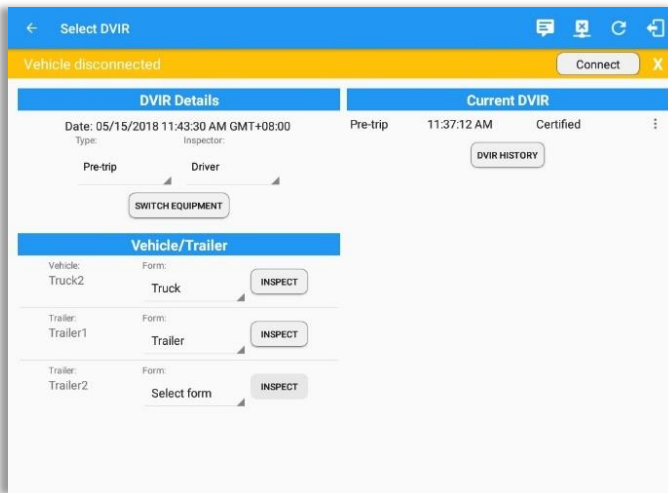 Select DVIR
Vehicle disconnected
Connect X
DVIR Details
Date: 05/15/2018 11:43:30 AM GMT+08:00
Type: Inspector:
Pre-trip Driver
SWITCH EQUIPMENT
Vehicle/Trailer
Vehicle: Form:
Truck2 Truck INSPECT
Trailer: Form:
Trailer1 Trailer INSPECT
Trailer: Form:
Trailer2 Select form INSPECT
Current DVIR
Pre-trip 11:37:12 AM Certified
DVIR HISTORY